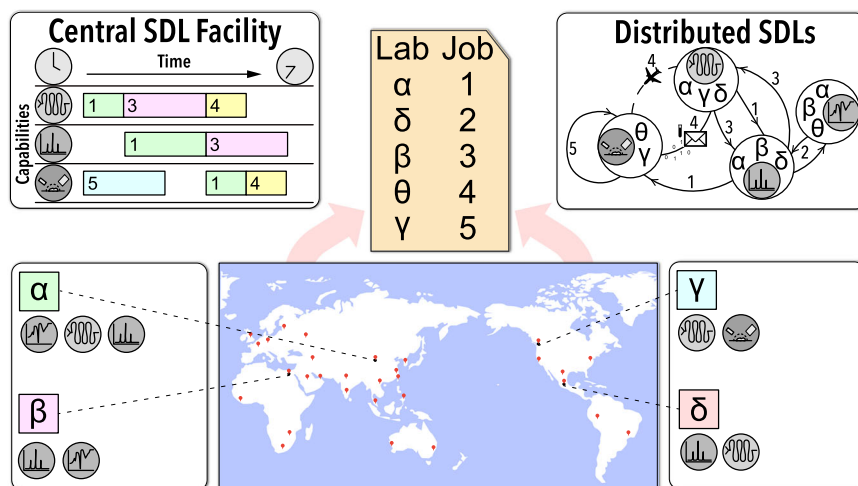 Central SDL Facility
Time
Capabilities
1 3 4
1 3
5 1 4
Lab Job
α 1
δ 2
β 3
θ 4
γ 5
Distributed SDLs
4
α γ δ
3
α
β
θ
4
1
3
θ
γ
5
β
α δ
2
1
α
β
γ
δ